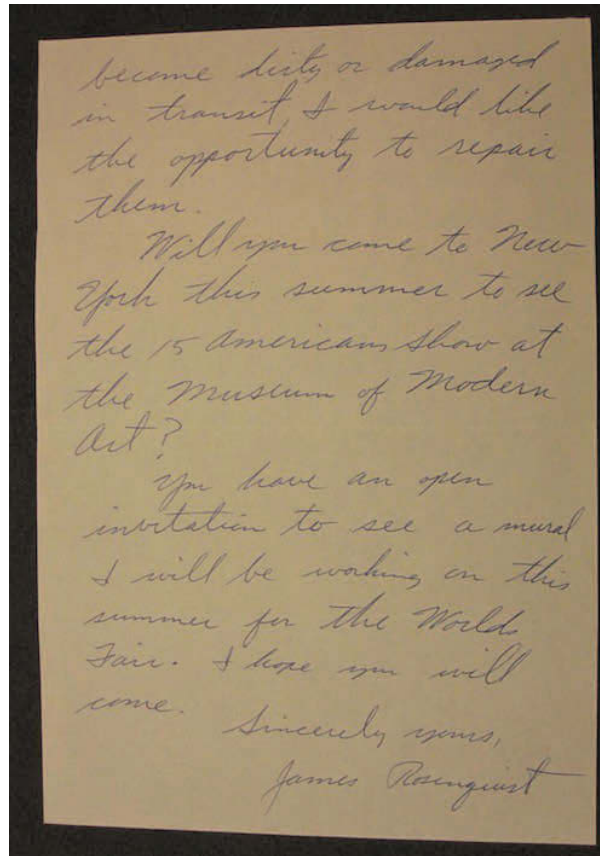 become dirty or damaged
in transit, I would like
the opportunity to repair
them.
Will you come to New
York this summer to see
the 15 Americans show at
the Museum of Modern
Art?
You have an open
invitation to see a mural
I will be working on this
summer for the Worlds
Fair. I hope you will
come.
Sincerely yours,
James Rosenquist